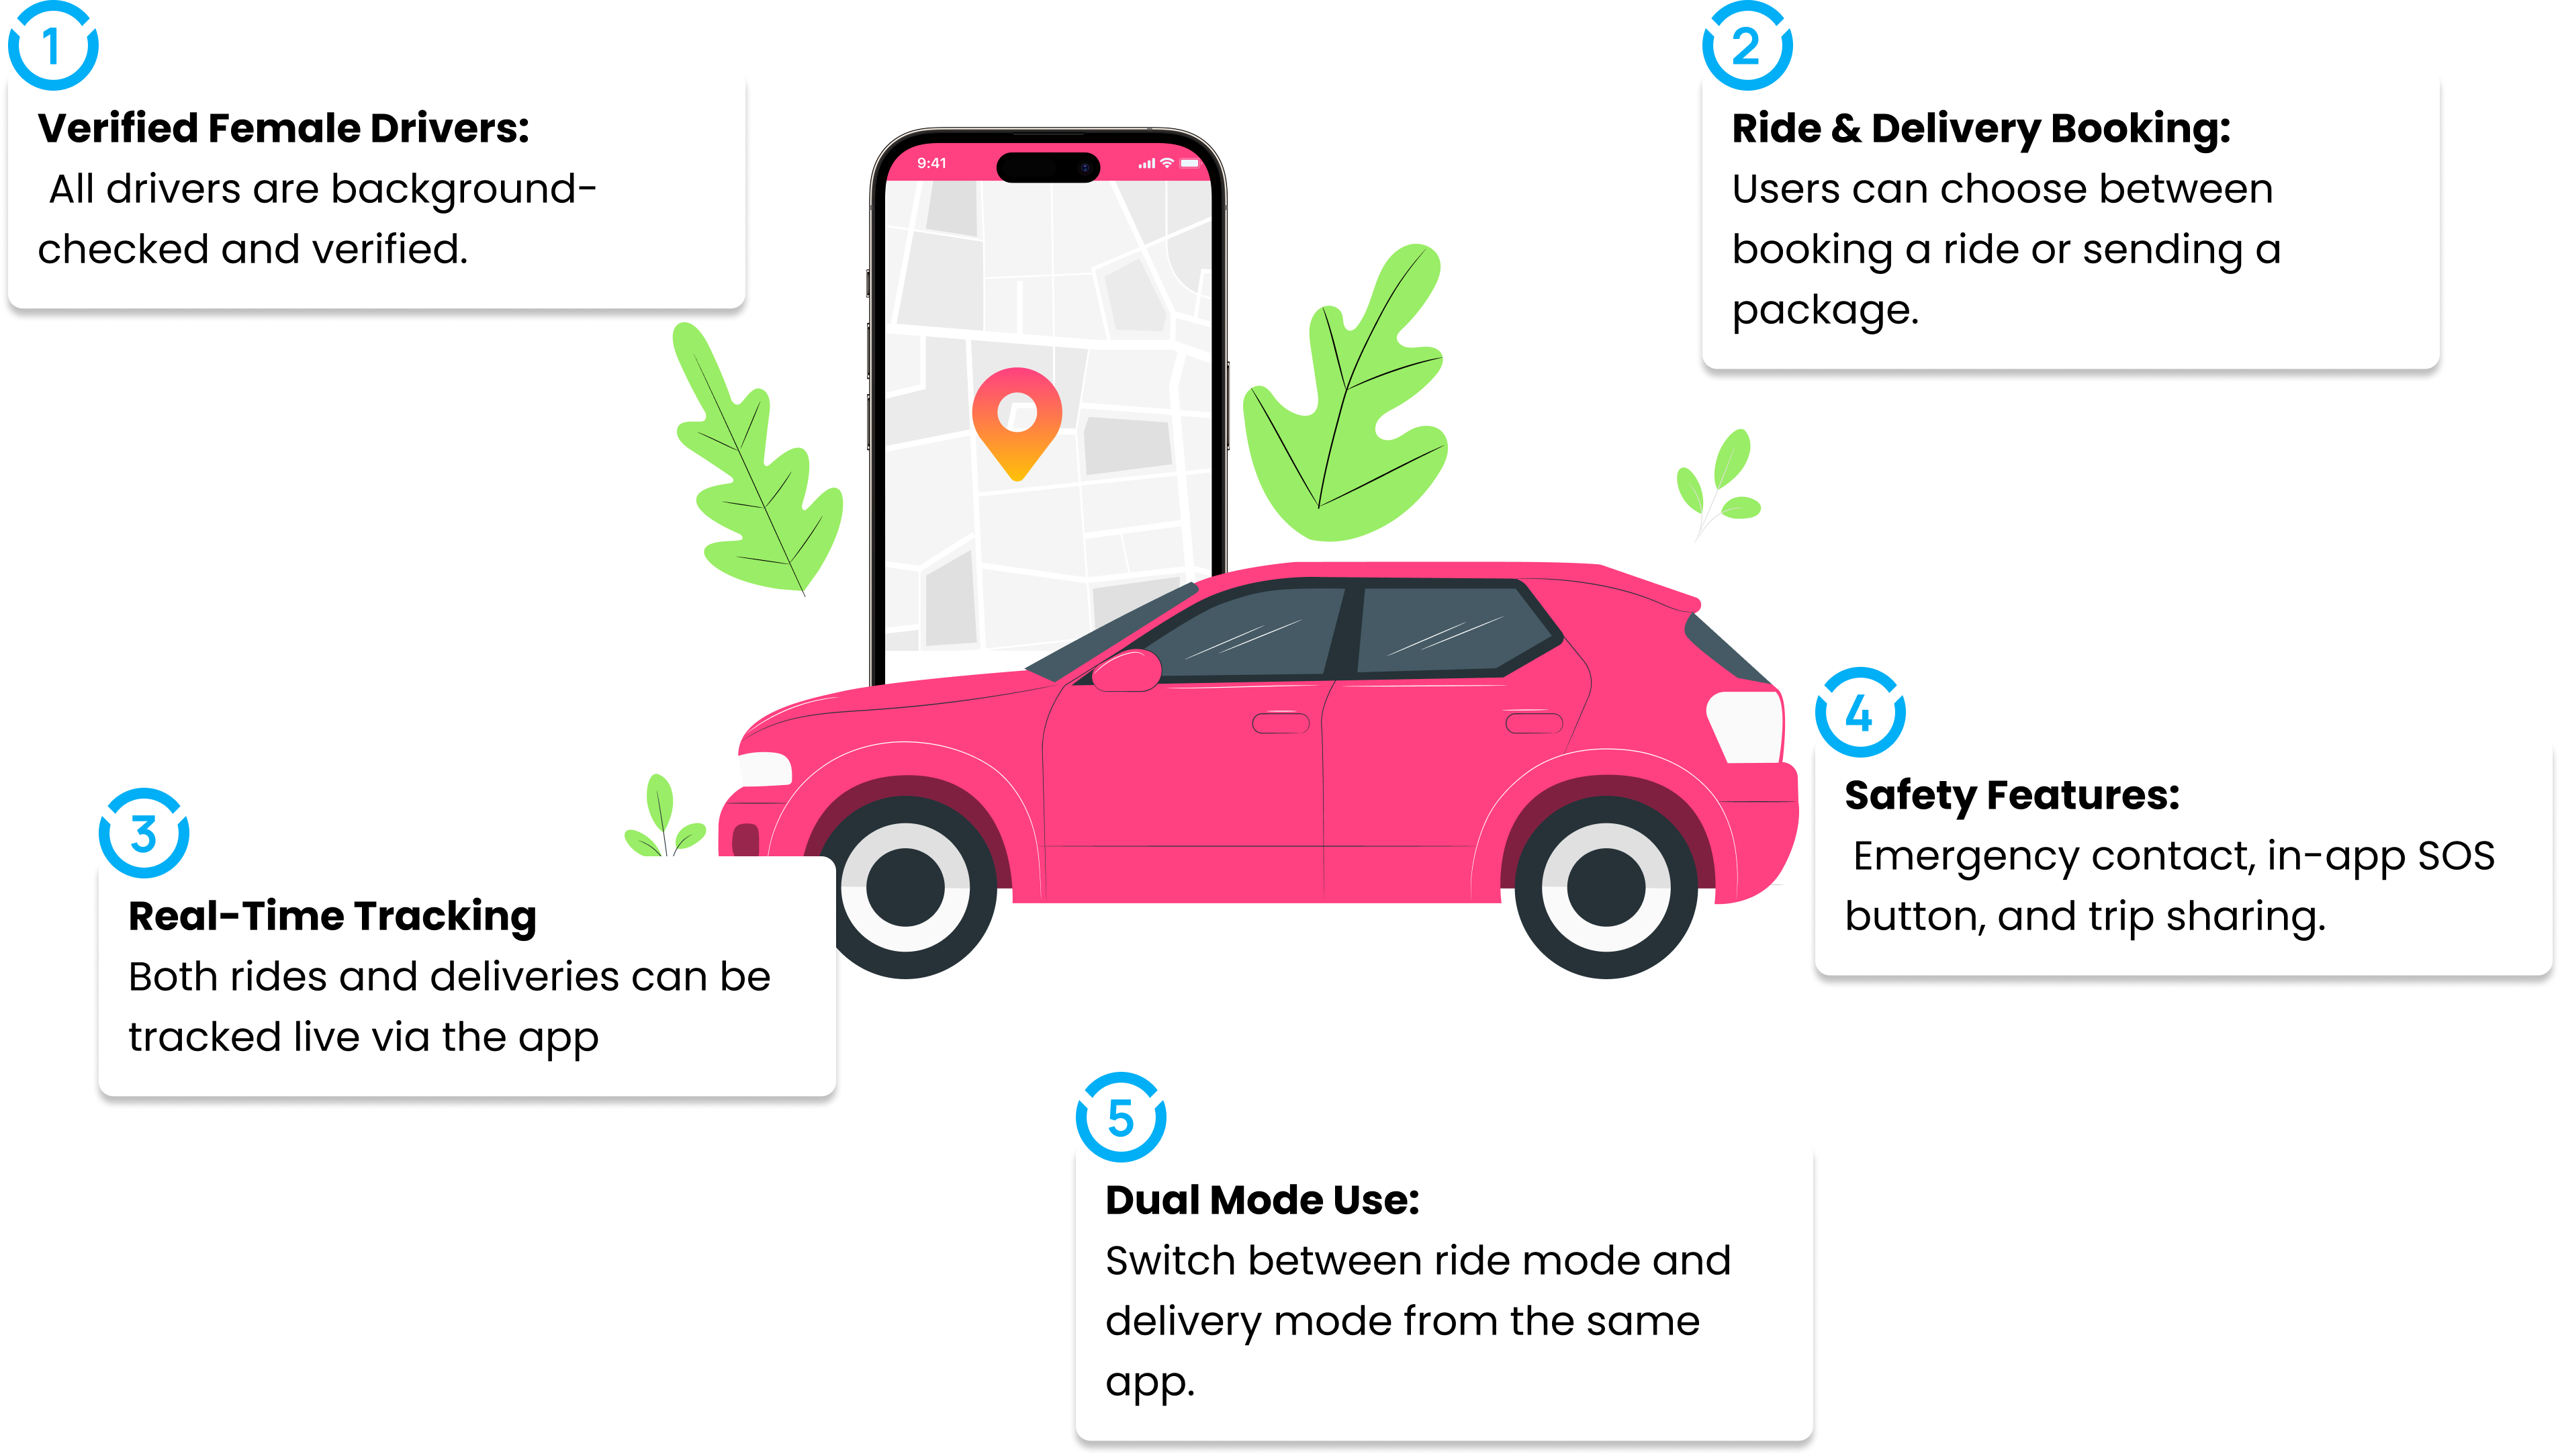 1
Verified Female Drivers:
All drivers are background-
checked and verified.
2
Ride & Delivery Booking:
Users can choose between
booking a ride or sending a
package.
9:41
3
Real-Time Tracking
Both rides and deliveries can be
tracked live via the app
4
Safety Features:
Emergency contact, in-app SOS
button, and trip sharing.
5
Dual Mode Use:
Switch between ride mode and
delivery mode from the same
app.